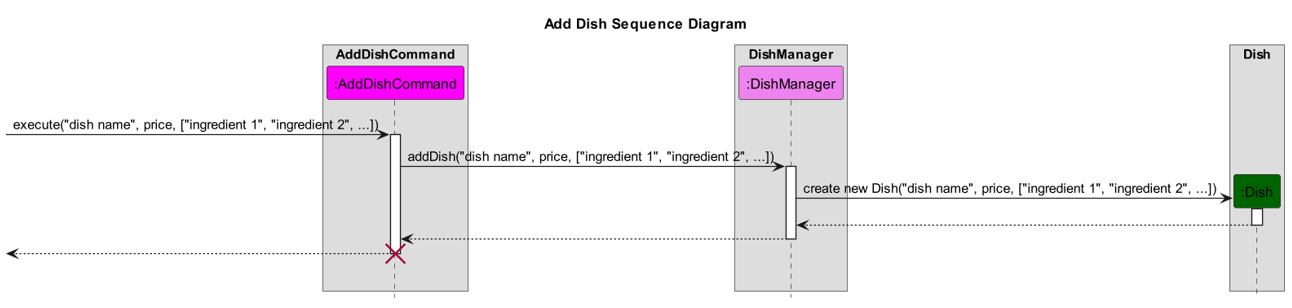 Add Dish Sequence Diagram
AddDishCommand
DishManager
Dish
:AddDishCommand
:DishManager
execute("dish name", price, ["ingredient 1", "ingredient 2", ...])
addDish("dish name", price, ["ingredient 1", "ingredient 2", ...])
create new Dish("dish name", price, ["ingredient 1", "ingredient 2", ...])
:Dish